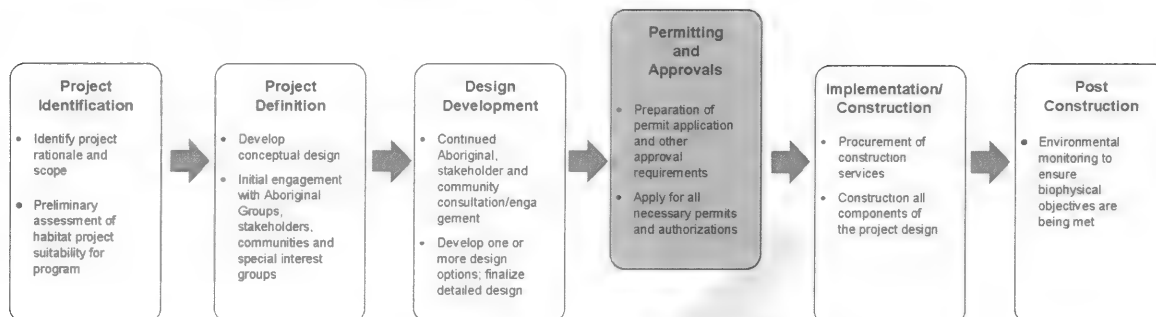 Project
Identification
• Identify project
rationale and
scope
• Preliminary
assessment of
habitat project
suitability for
program
Project
Definition
• Develop
conceptual design
• Initial engagement
with Aboriginal
Groups,
stakeholders,
communities and
special interest
groups
Design
Development
• Continued
Aboriginal,
stakeholder and
community
consultation/enga
gement
• Develop one or
more design
options; finalize
detailed design
Permitting
and
Approvals
• Preparation of
permit application
and other
approval
requirements
• Apply for all
necessary permits
and authorizations
Implementation/
Construction
• Procurement of
construction
services
• Construction all
components of
the project design
Post
Construction
• Environmental
monitoring to
ensure
biophysical
objectives are
being met